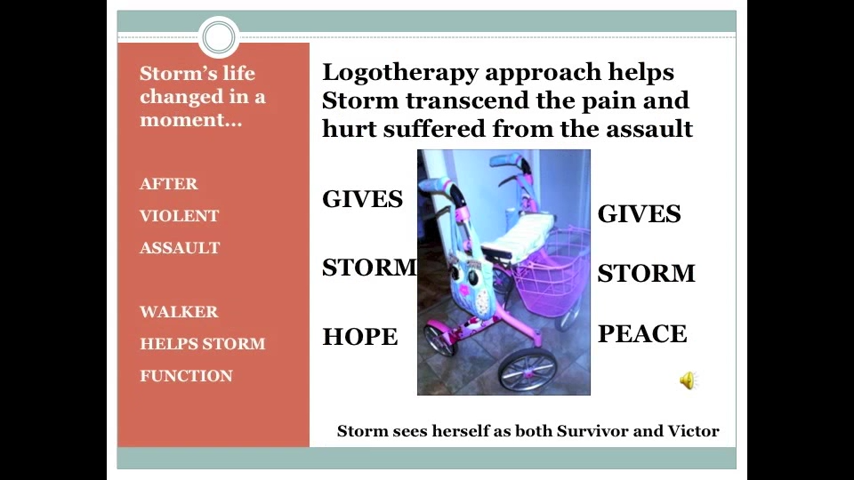 Storm's life
changed in a
moment...
AFTER
VIOLENT
ASSAULT
WALKER
HELPS STORM
FUNCTION
Logotherapy approach helps
Storm transcend the pain and
hurt suffered from the assault
GIVES
STORM
HOPE
GIVES
STORM
PEACE
Storm sees herself as both Survivor and Victor